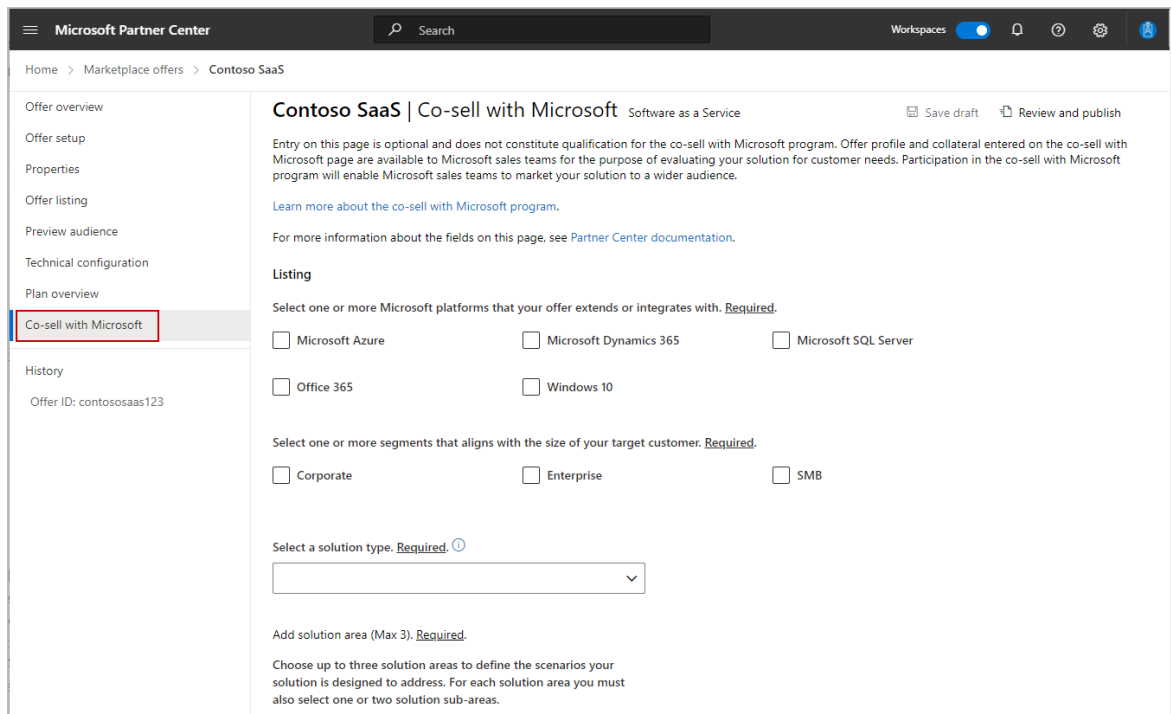 Microsoft Partner Center
Search
Workspaces
Home > Marketplace offers > Contoso SaaS
Offer overview
Offer setup
Properties
Offer listing
Preview audience
Technical configuration
Plan overview
Co-sell with Microsoft
History
Offer ID: contososaas123
Contoso SaaS | Co-sell with Microsoft Software as a Service
Save draft
Review and publish
Entry on this page is optional and does not constitute qualification for the co-sell with Microsoft program. Offer profile and collateral entered on the co-sell with
Microsoft page are available to Microsoft sales teams for the purpose of evaluating your solution for customer needs. Participation in the co-sell with Microsoft
program will enable Microsoft sales teams to market your solution to a wider audience.
Learn more about the co-sell with Microsoft program.
For more information about the fields on this page, see Partner Center documentation.
Listing
Select one or more Microsoft platforms that your offer extends or integrates with. Required.
Microsoft Azure
Microsoft Dynamics 365
Microsoft SQL Server
Office 365
Windows 10
Select one or more segments that aligns with the size of your target customer. Required.
Corporate
Enterprise
SMB
Select a solution type. Required.
Add solution area (Max 3). Required.
Choose up to three solution areas to define the scenarios your
solution is designed to address. For each solution area you must
also select one or two solution sub-areas.